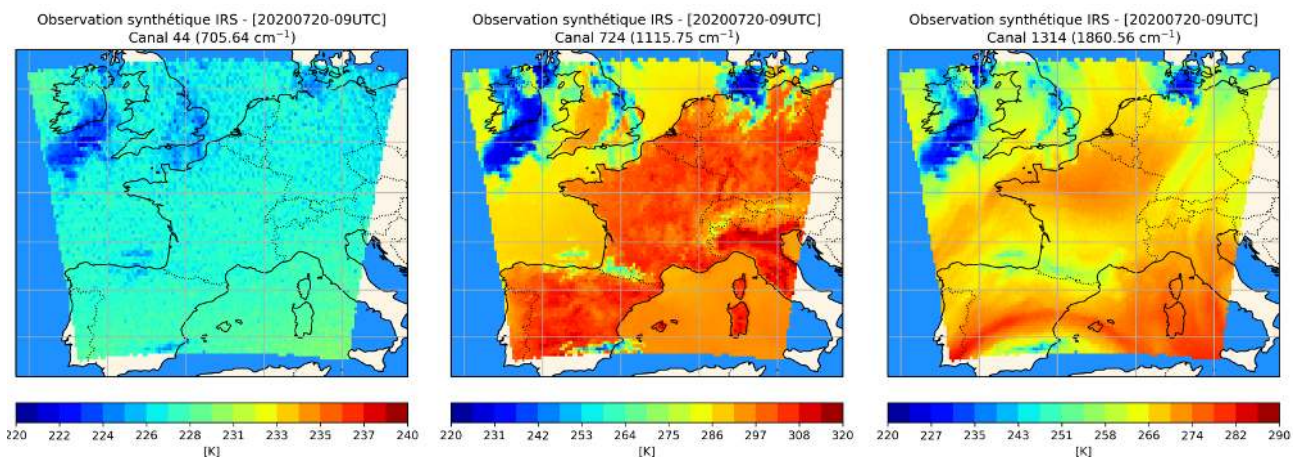 Observation synthétique IRS - [20200720-09UTC]
Canal 44 (705.64 cm⁻¹)
Observation synthétique IRS - [20200720-09UTC]
Canal 724 (1115.75 cm⁻¹)
Observation synthétique IRS - [20200720-09UTC]
Canal 1314 (1860.56 cm⁻¹)
220 222 224 226 228 231 233 235 237 240
[K]
220 231 242 253 264 275 286 297 308 320
[K]
220 227 235 243 251 258 266 274 282 290
[K]